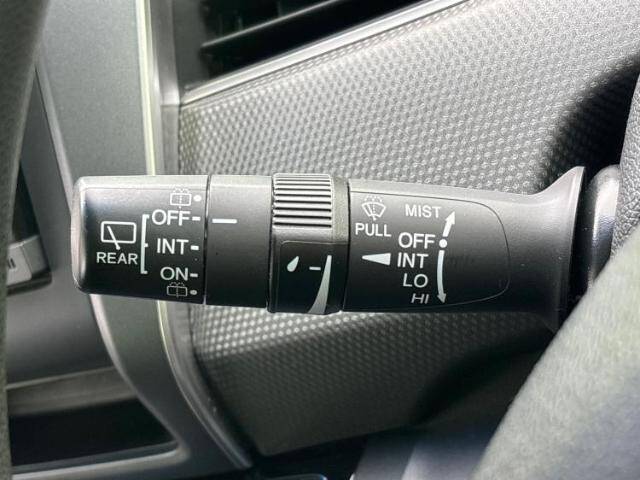 OFF
INT
ON
REAR
PULL
MIST
OFF
INT
LO
HI